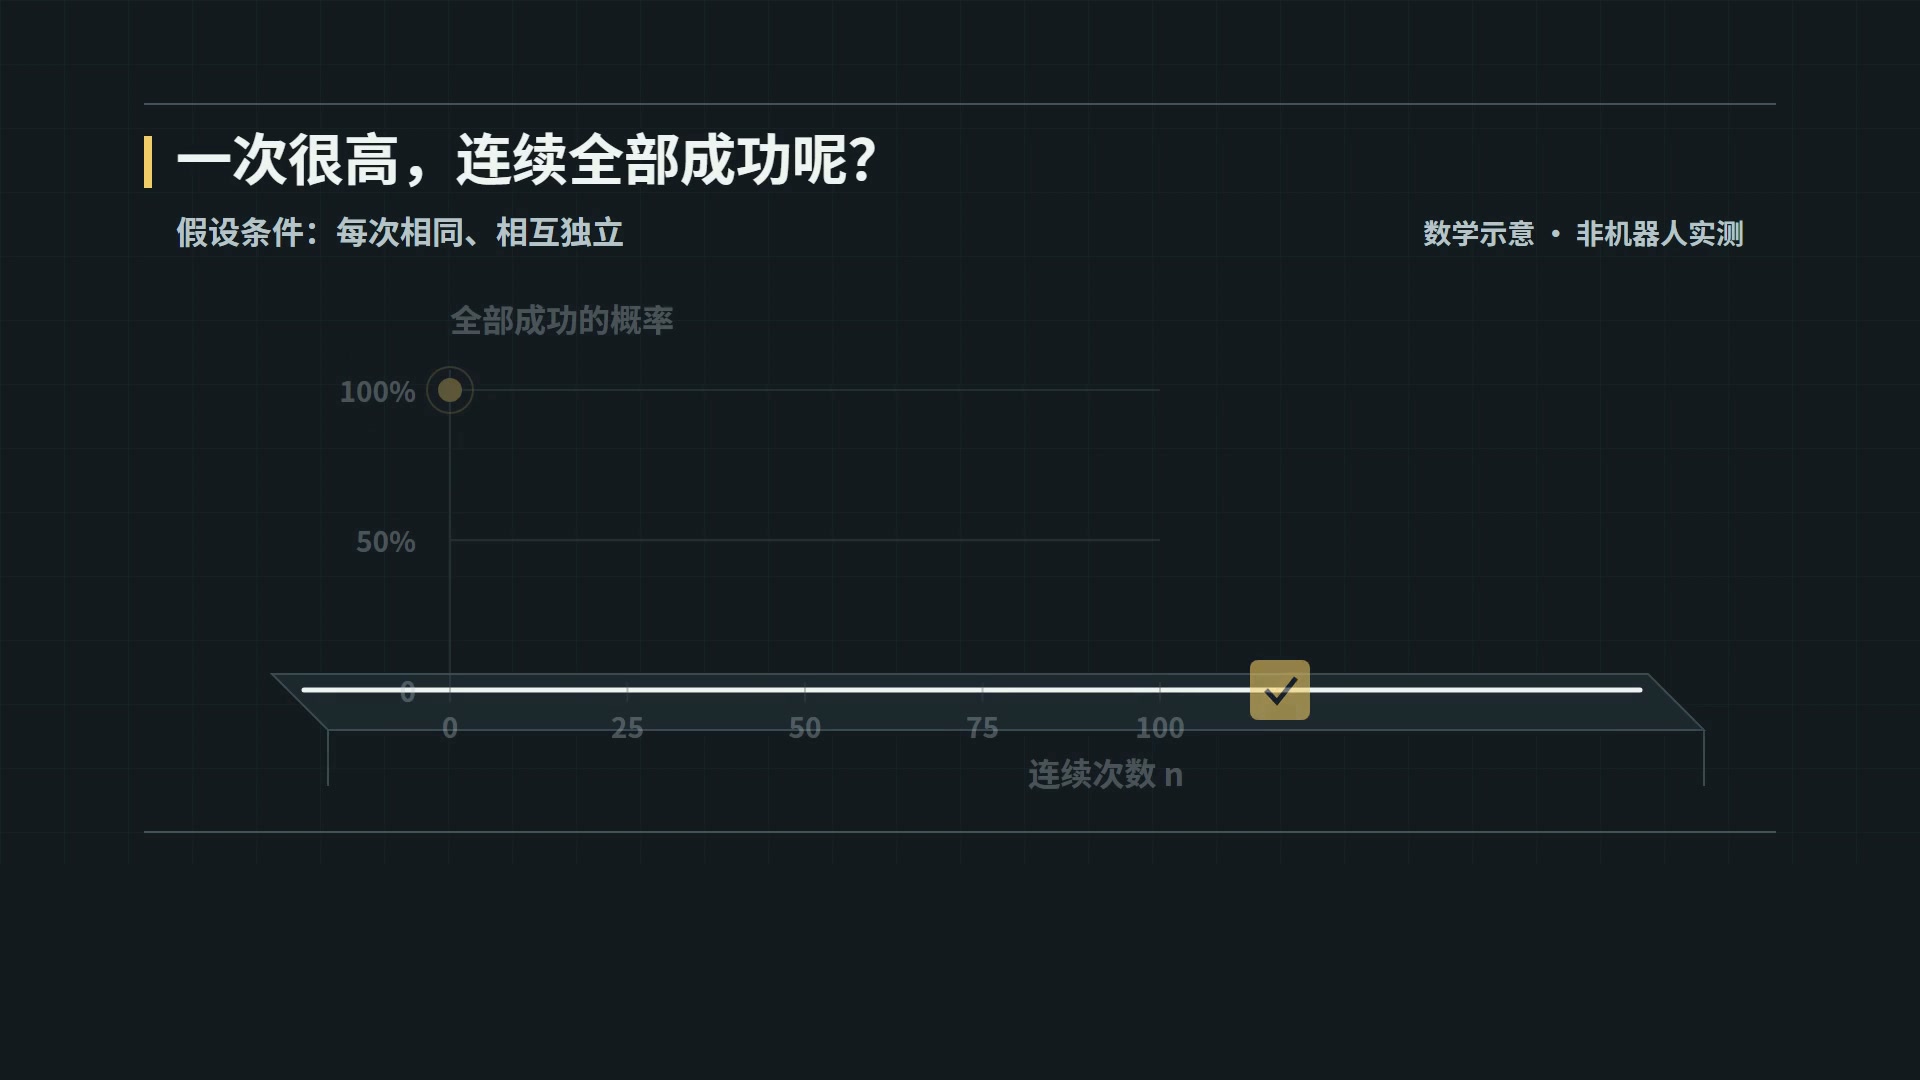 一次很高，连续全部成功呢？
假设条件：每次相同、相互独立
数学示意 · 非机器人实测
全部成功的概率
100%
50%
0
0 25 50 75 100
连续次数 n